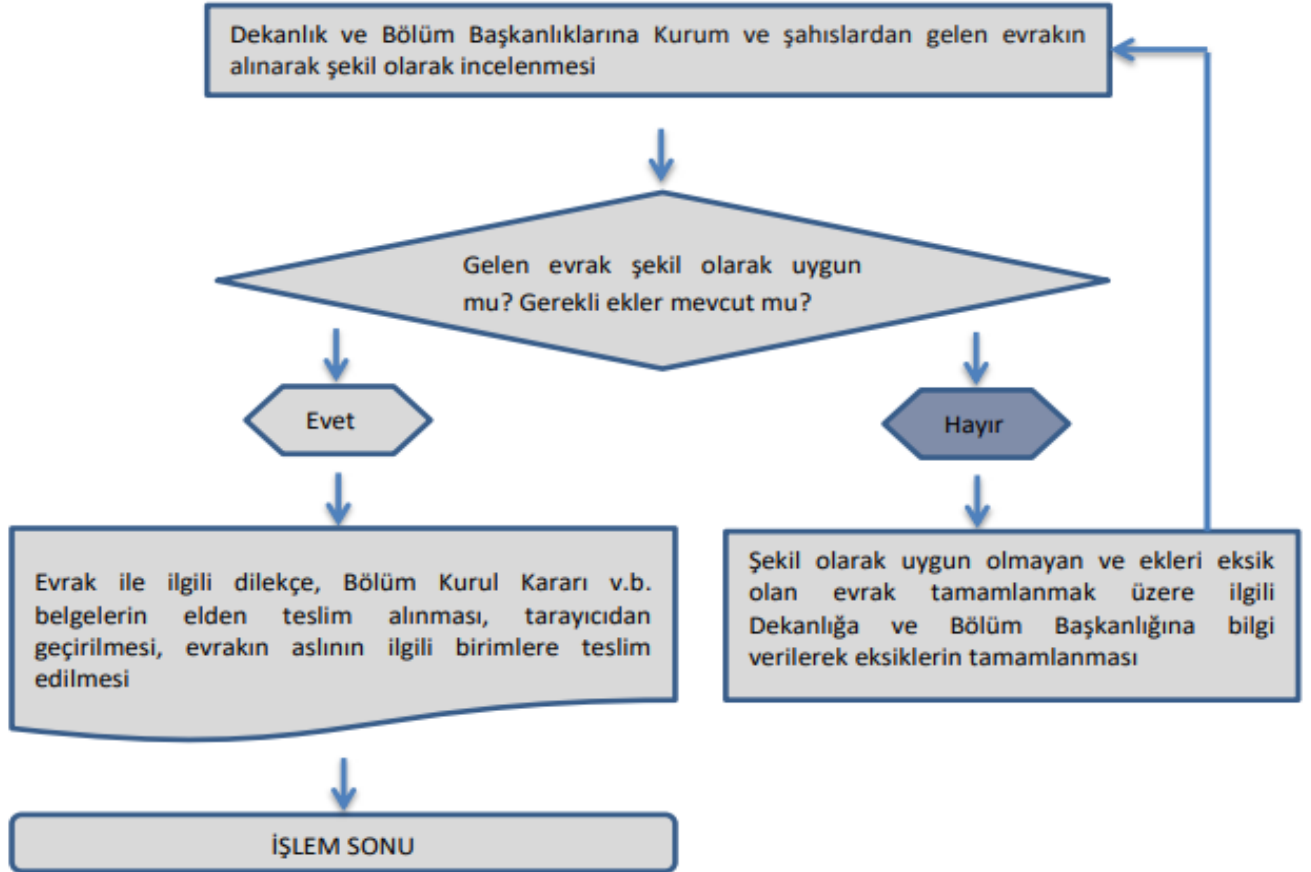 Dekanlık ve Bölüm Başkanlıklarına Kurum ve şahıslardan gelen evrakın
alınarak şekil olarak incelenmesi
Gelen evrak şekil olarak uygun
mu? Gerekli ekler mevcut mu?
Evet
Hayır
Evrak ile ilgili dilekçe, Bölüm Kurul Kararı v.b.
belgelerin elden teslim alınması, tarayıcıdan
geçirilmesi, evrakın aslının ilgili birimlere teslim
edilmesi
Şekil olarak uygun olmayan ve ekleri eksik
olan evrak tamamlanmak üzere ilgili
Dekanlığa ve Bölüm Başkanlığına bilgi
verilerek eksiklerin tamamlanması
İŞLEM SONU